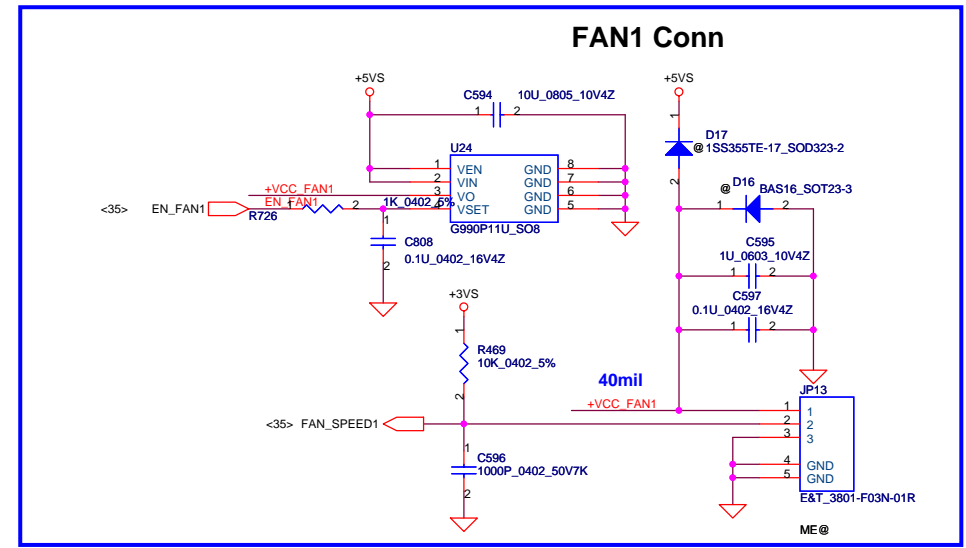 FAN1 Conn
+5VS
C594 10U_0805_10V4Z
1 2
U24
1 VEN GND 8
2 VIN GND 7
3 VO GND 6
4 VSET GND 5
G990P11U_SO8
+VCC_FAN1
<35> EN_FAN1
EN_FAN1
1 2
R726
1K_0402_5%
1
C808
0.1U_0402_16V4Z
2
+5VS
1
D17
@ 1SS355TE-17_SOD323-2
2
@ D16 BAS16_SOT23-3
1 2
C595
1U_0603_10V4Z
1 2
C597
0.1U_0402_16V4Z
1 2
+3VS
1
R469
10K_0402_5%
2
40mil
+VCC_FAN1
<35> FAN_SPEED1
1
C596
1000P_0402_50V7K
2
JP13
1 1
2 2
3 3
4 GND
5 GND
E&T_3801-F03N-01R
ME@